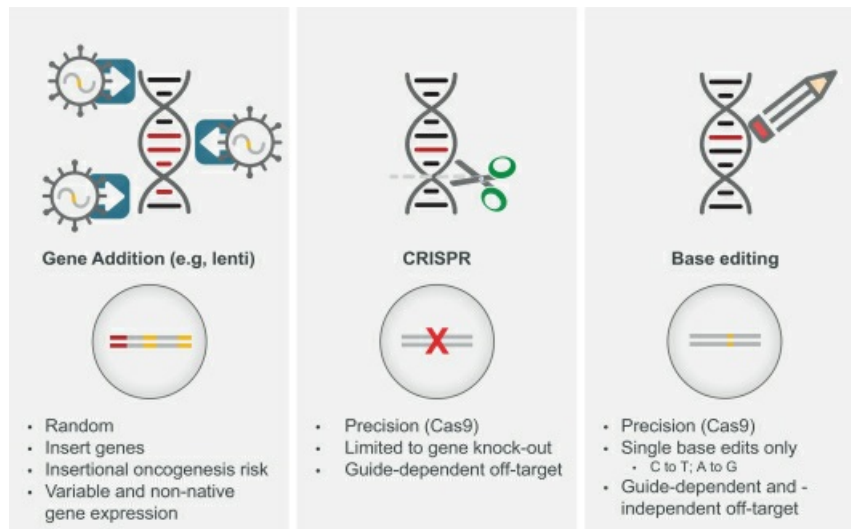 Gene Addition (e.g, lenti)
• Random
• Insert genes
• Insertional oncogenesis risk
• Variable and non-native
gene expression
CRISPR
X
• Precision (Cas9)
• Limited to gene knock-out
• Guide-dependent off-target
Base editing
• Precision (Cas9)
• Single base edits only
• C to T; A to G
• Guide-dependent and -
independent off-target